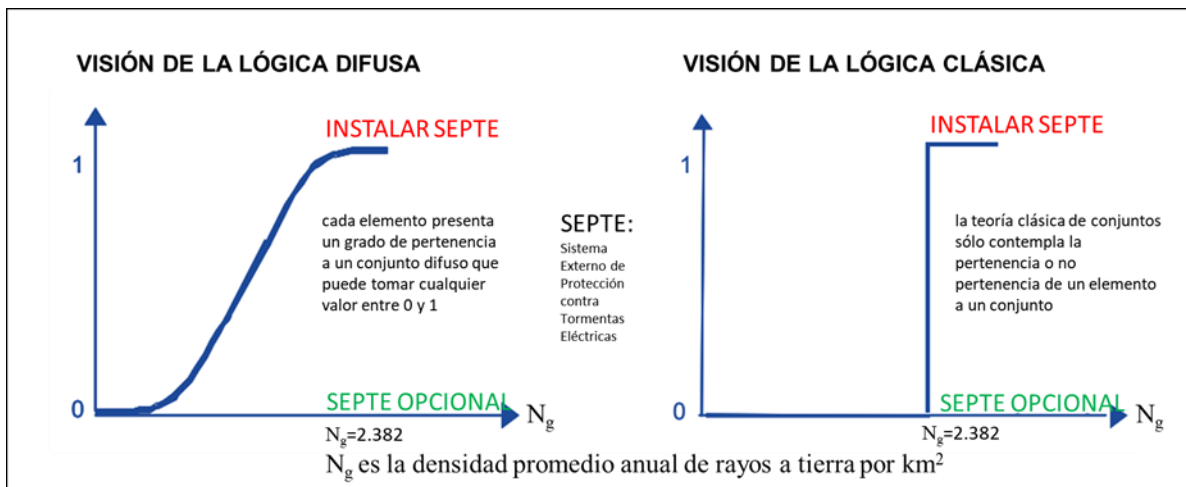 VISIÓN DE LA LÓGICA DIFUSA
INSTALAR SEPTE
1
cada elemento presenta
un grado de pertenencia
a un conjunto difuso que
puede tomar cualquier
valor entre 0 y 1
0
SEPTE OPCIONAL
Ng
Ng=2.382
SEPTE:
Sistema
Externo de
Protección
contra
Tormentas
Eléctricas
VISIÓN DE LA LÓGICA CLÁSICA
INSTALAR SEPTE
1
la teoría clásica de conjuntos
sólo contempla la
pertenencia o no
pertenencia de un elemento
a un conjunto
0
SEPTE OPCIONAL
Ng
Ng=2.382
Ng es la densidad promedio anual de rayos a tierra por km²